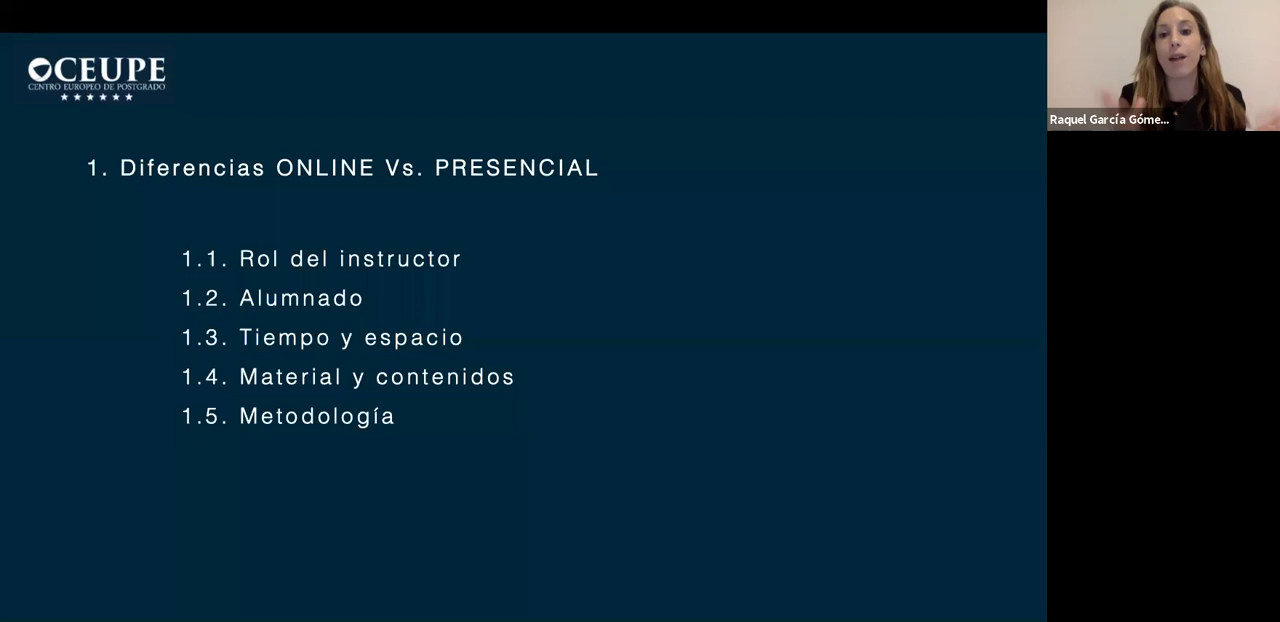 CEUPE
CENTRO EUROPEO DE POSTGRADO
1. Diferencias ONLINE Vs. PRESENCIAL
1.1. Rol del instructor
1.2. Alumnado
1.3. Tiempo y espacio
1.4. Material y contenidos
1.5. Metodología
Raquel García Góme...